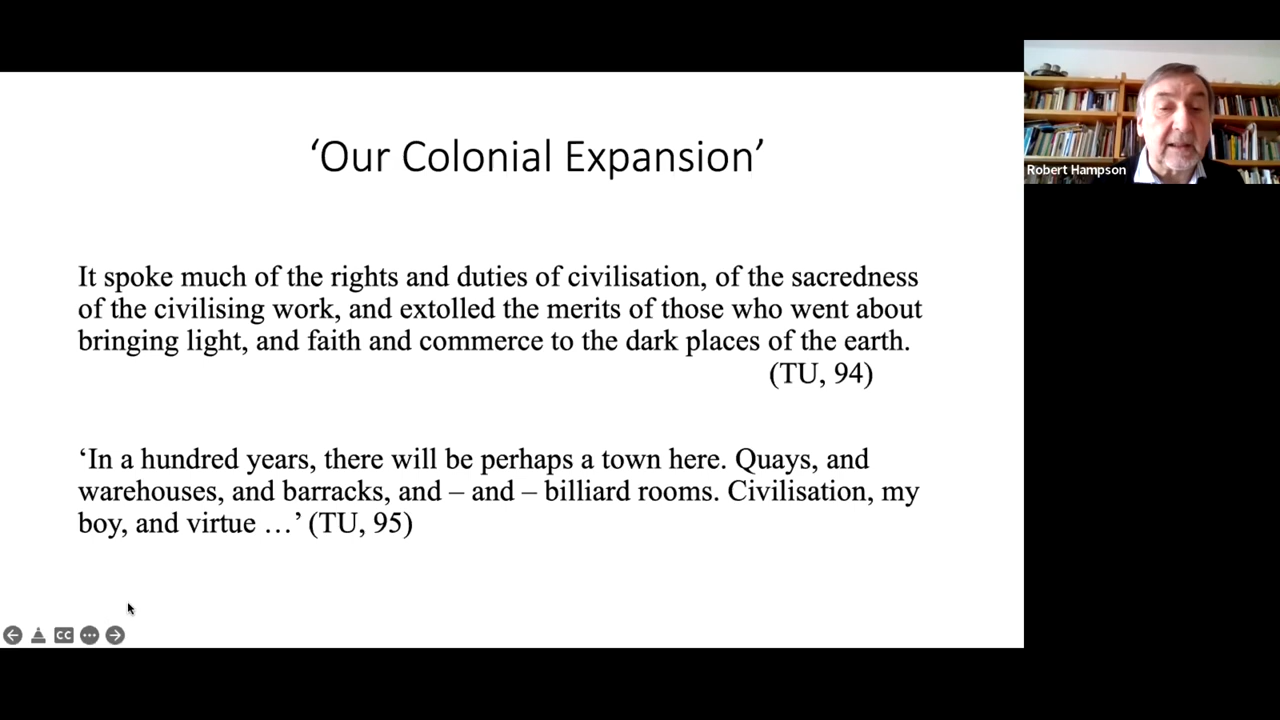 ‘Our Colonial Expansion’
It spoke much of the rights and duties of civilisation, of the sacredness
of the civilising work, and extolled the merits of those who went about
bringing light, and faith and commerce to the dark places of the earth.
(TU, 94)
‘In a hundred years, there will be perhaps a town here. Quays, and
warehouses, and barracks, and – and – billiard rooms. Civilisation, my
boy, and virtue …’ (TU, 95)
CC
Robert Hampson